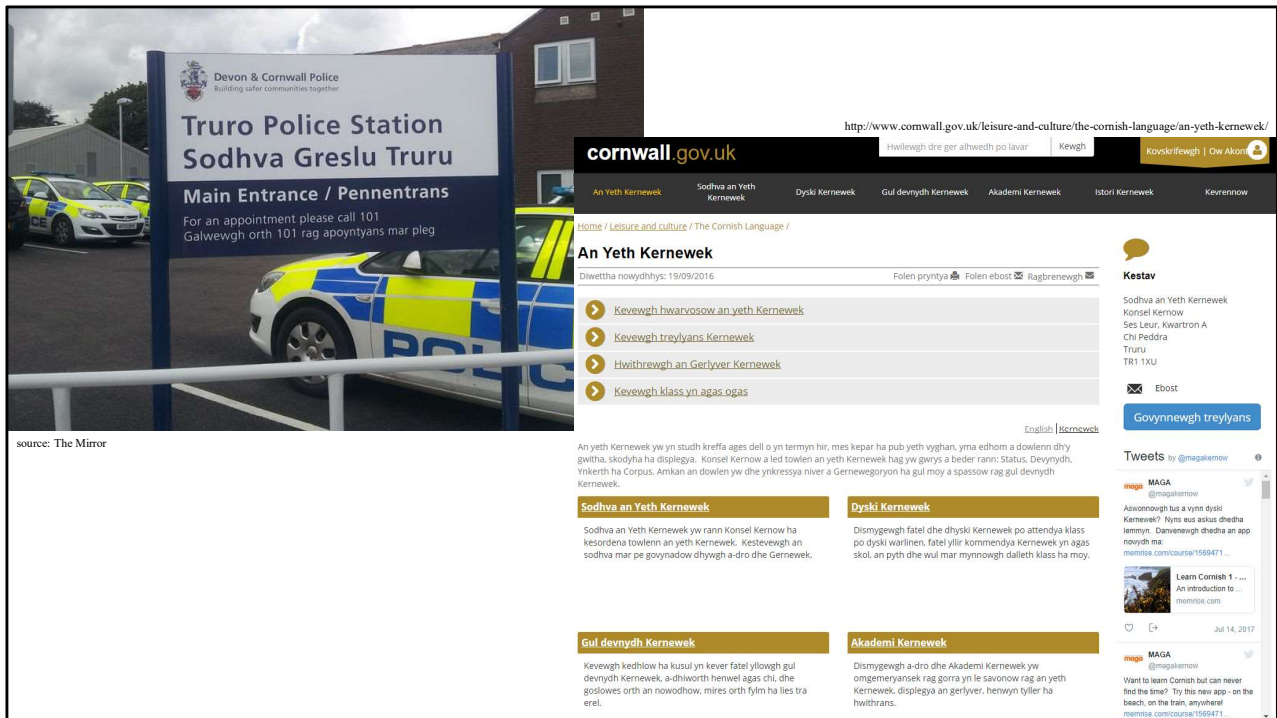 Devon & Cornwall Police
Building safer communities together
Truro Police Station
Sodhva Greslu Truru
Main Entrance / Pennentrans
For an appointment please call 101
Galwewgh orth 101 rag apoyntyans mar pleg
POLIC
source: The Mirror
http://www.cornwall.gov.uk/leisure-and-culture/the-cornish-language/an-yeth-kernewek/
cornwall.gov.uk
Hwilewgh dre ger alhwedh po lavar
Kewgh
Kovskrifewgh | Ow Akont
An Yeth Kernewek
Sodhva an Yeth
Kernewek
Dyski Kernewek
Gul devnydh Kernewek
Akademi Kernewek
Istori Kernewek
Kevrennow
Home / Leisure and culture / The Cornish Language /
An Yeth Kernewek
Diwettha nowydhhys: 19/09/2016
Folen pryntya
Folen ebost
Ragbrenewgh
Kevewgh hwarvosow an yeth Kernewek
Kevewgh treylyans Kernewek
Hwithrewgh an Gerlyver Kernewek
Kevewgh klass yn agas ogas
English | Kernewek
An yeth Kernewek yw yn studh kreffa ages dell o yn termyn hir, mes kepar ha pub yeth vyghan, yma edhom a dowlenn dh'y
gwitha, skodyha ha displegya. Konsel Kernow a led towlen an yeth Kernewek hag yw gwrys a beder rann: Status, Devynydh,
Ynkerth ha Corpus. Amkan an dowlen yw dhe ynkressya niver a Gernewegoryon ha gul moy a spassow rag gul devnydh
Kernewek.
Sodhva an Yeth Kernewek
Sodhva an Yeth Kernewek yw rann Konsel Kernow ha
kesordena towlenn an yeth Kernewek. Kestevewgh an
sodhva mar pe govynadow dhywgh a-dro dhe Gernewek.
Dyski Kernewek
Dismygewgh fatel dhe dhyski Kernewek po attendya klass
po dyski warlinen, fatel yllir kommendya Kernewek yn agas
skol, an pyth dhe wul mar mynnowgh dalleth klass ha moy.
Gul devnydh Kernewek
Kevewgh kedhlow ha kusul yn kever fatel yllowgh gul
devnydh Kernewek, a-dhiworth henwel agas chi, dhe
goslowes orth an nowodhow, mires orth fylm ha lies tra
erel.
Akademi Kernewek
Dismygewgh a-dro dhe Akademi Kernewek yw
omgemeryansek rag gorra yn le savonow rag an yeth
Kernewek, displegya an gerlyver, henwyn tyller ha
hwithrans.
Kestav
Sodhva an Yeth Kernewek
Konsel Kernow
5es Leur, Kwartron A
Chi Peddra
Truru
TR1 1XU
Ebost
Govynnewgh treylyans
Tweets by @magakernow
maga
MAGA
@magakernow
Aswonnowgh tus a vynn dyski
Kernewek? Nyns eus askus dhedha
lemmyn. Danvenewgh dhedha an app
nowydh ma:
memrise.com/course/1569471...
Learn Cornish 1 - ...
An introduction to ...
memrise.com
Jul 14, 2017
maga
MAGA
@magakernow
Want to learn Cornish but can never
find the time? Try this new app - on the
beach, on the train, anywhere!
memrise.com/course/1569471...